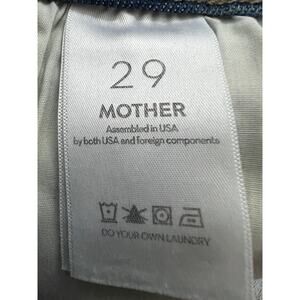 29
MOTHER
Assembled in USA
by both USA and foreign components
DO YOUR OWN LAUNDRY